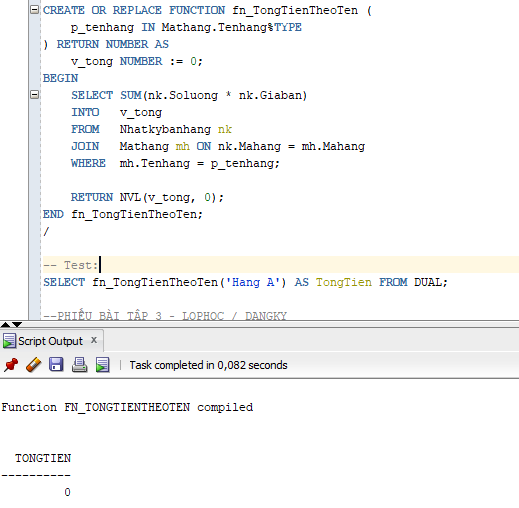 CREATE OR REPLACE FUNCTION fn_TongTienTheoTen (
    p_tenhang IN Mathang.Tenhang%TYPE
) RETURN NUMBER AS
    v_tong NUMBER := 0;
BEGIN
    SELECT SUM(nk.Soluong * nk.Giaban)
    INTO   v_tong
    FROM   Nhatkybanhang nk
    JOIN   Mathang mh ON nk.Mahang = mh.Mahang
    WHERE  mh.Tenhang = p_tenhang;
    RETURN NVL(v_tong, 0);
END fn_TongTienTheoTen;
/
-- Test:
SELECT fn_TongTienTheoTen('Hang A') AS TongTien FROM DUAL;
--PHIẾU BÀI TẬP 3 - LOPHOC / DANGKY
Script Output x
Task completed in 0,082 seconds
Function FN_TONGTIENTHEOTEN compiled
  TONGTIEN
----------
         0